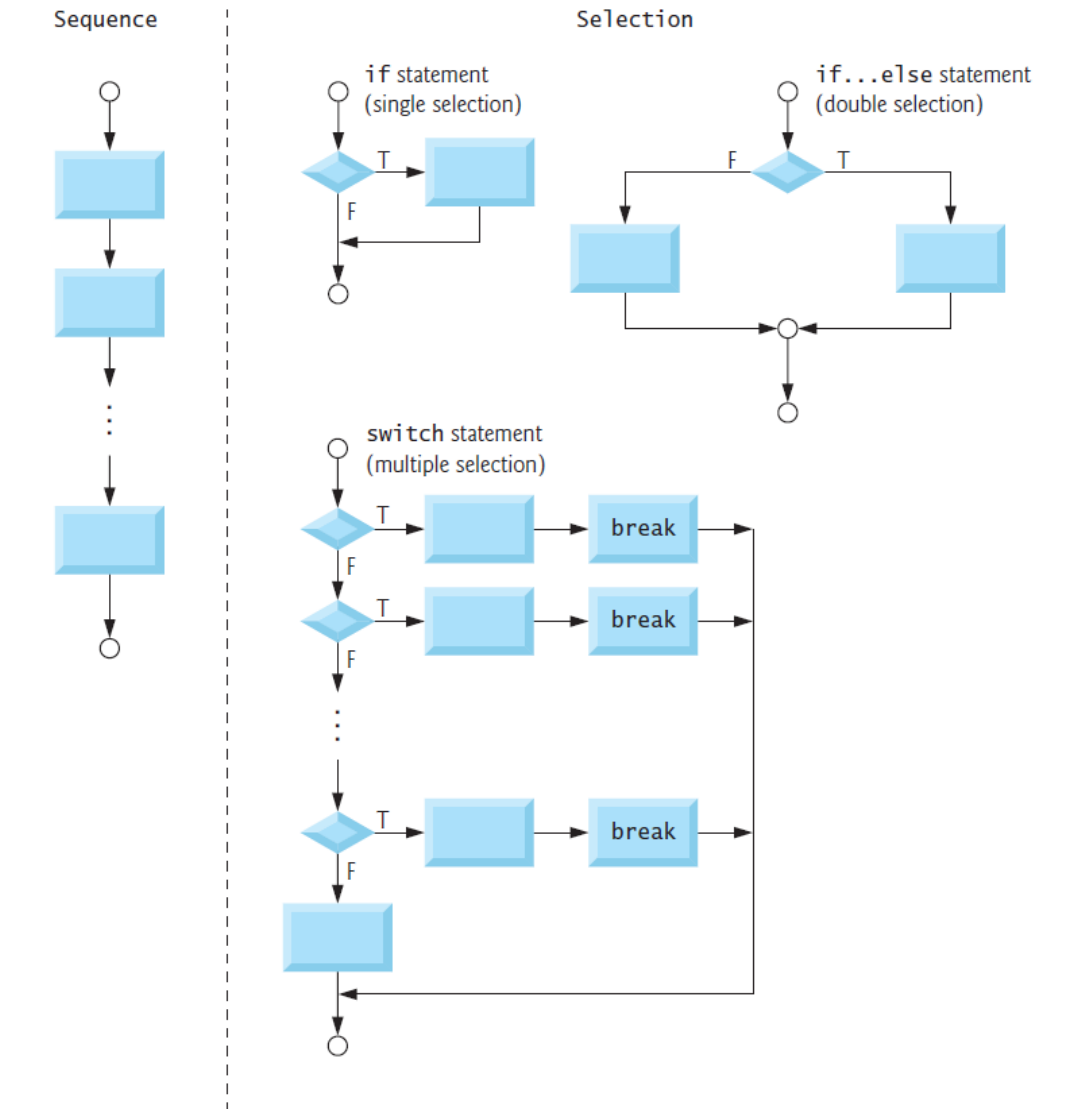 Sequence
Selection
if statement
(single selection)
T
F
if...else statement
(double selection)
F
T
switch statement
(multiple selection)
T
break
F
T
break
F
T
break
F